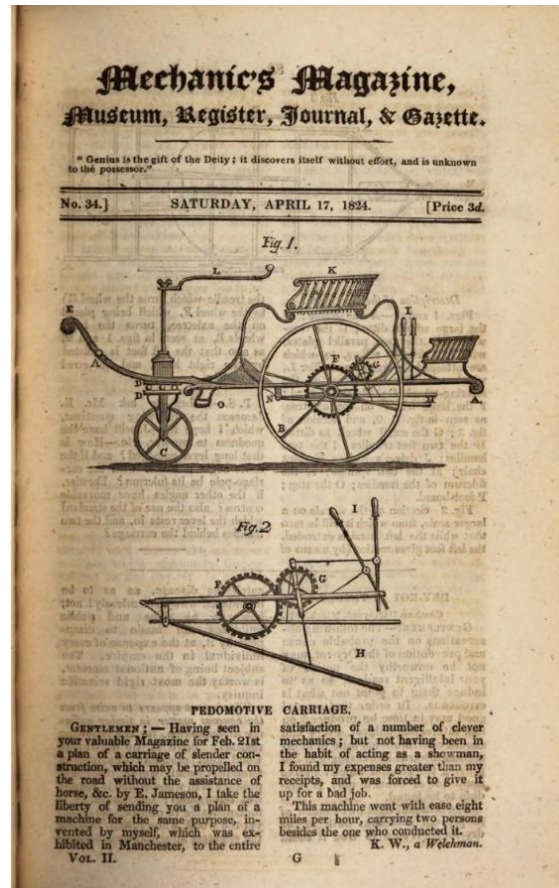 Mechanic's Magazine,
Museum, Register, Journal, & Gazette.
"Genius is the gift of the Deity; it discovers itself without effort, and is unknown
to the possessor."
No. 34.] SATURDAY, APRIL 17, 1824. [Price 3d.
Fig. 1.
L
K
E
I
A
F
G
D
D
N
A.
O
B
C
Fig. 2
I
F
G
H
PEDOMOTIVE CARRIAGE.
GENTLEMEN; — Having seen in
your valuable Magazine for Feb. 21st
a plan of a carriage of slender con-
struction, which may be propelled on
the road without the assistance of
horse, &c. by E. Jameson, I take the
liberty of sending you a plan of a
machine for the same purpose, in-
vented by myself, which was ex-
hibited in Manchester, to the entire
VOL. II.
satisfaction of a number of clever
mechanics; but not having been in
the habit of acting as a showman,
I found my expenses greater than my
receipts, and was forced to give it
up for a bad job.
This machine went with ease eight
miles per hour, carrying two persons
besides the one who conducted it.
K. W., a Welchman.
G